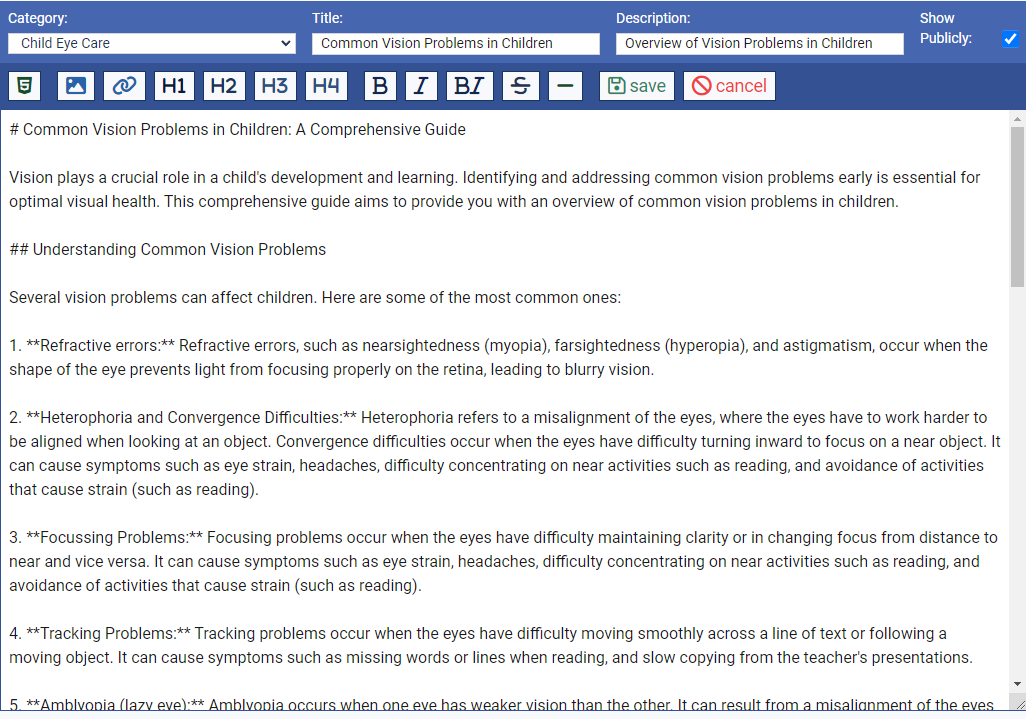 Category: Title: Description: Show Publicly:
Child Eye Care Common Vision Problems in Children Overview of Vision Problems in Children
H1 H2 H3 H4 B I BI S save cancel
# Common Vision Problems in Children: A Comprehensive Guide
Vision plays a crucial role in a child's development and learning. Identifying and addressing common vision problems early is essential for
optimal visual health. This comprehensive guide aims to provide you with an overview of common vision problems in children.
## Understanding Common Vision Problems
Several vision problems can affect children. Here are some of the most common ones:
1. **Refractive errors:** Refractive errors, such as nearsightedness (myopia), farsightedness (hyperopia), and astigmatism, occur when the
shape of the eye prevents light from focusing properly on the retina, leading to blurry vision.
2. **Heterophoria and Convergence Difficulties:** Heterophoria refers to a misalignment of the eyes, where the eyes have to work harder to
be aligned when looking at an object. Convergence difficulties occur when the eyes have difficulty turning inward to focus on a near object. It
can cause symptoms such as eye strain, headaches, difficulty concentrating on near activities such as reading, and avoidance of activities
that cause strain (such as reading).
3. **Focussing Problems:** Focusing problems occur when the eyes have difficulty maintaining clarity or in changing focus from distance to
near and vice versa. It can cause symptoms such as eye strain, headaches, difficulty concentrating on near activities such as reading, and
avoidance of activities that cause strain (such as reading).
4. **Tracking Problems:** Tracking problems occur when the eyes have difficulty moving smoothly across a line of text or following a
moving object. It can cause symptoms such as missing words or lines when reading, and slow copying from the teacher's presentations.
5. **Amblyopia (lazy eye):** Amblyopia occurs when one eye has weaker vision than the other. It can result from a misalignment of the eyes